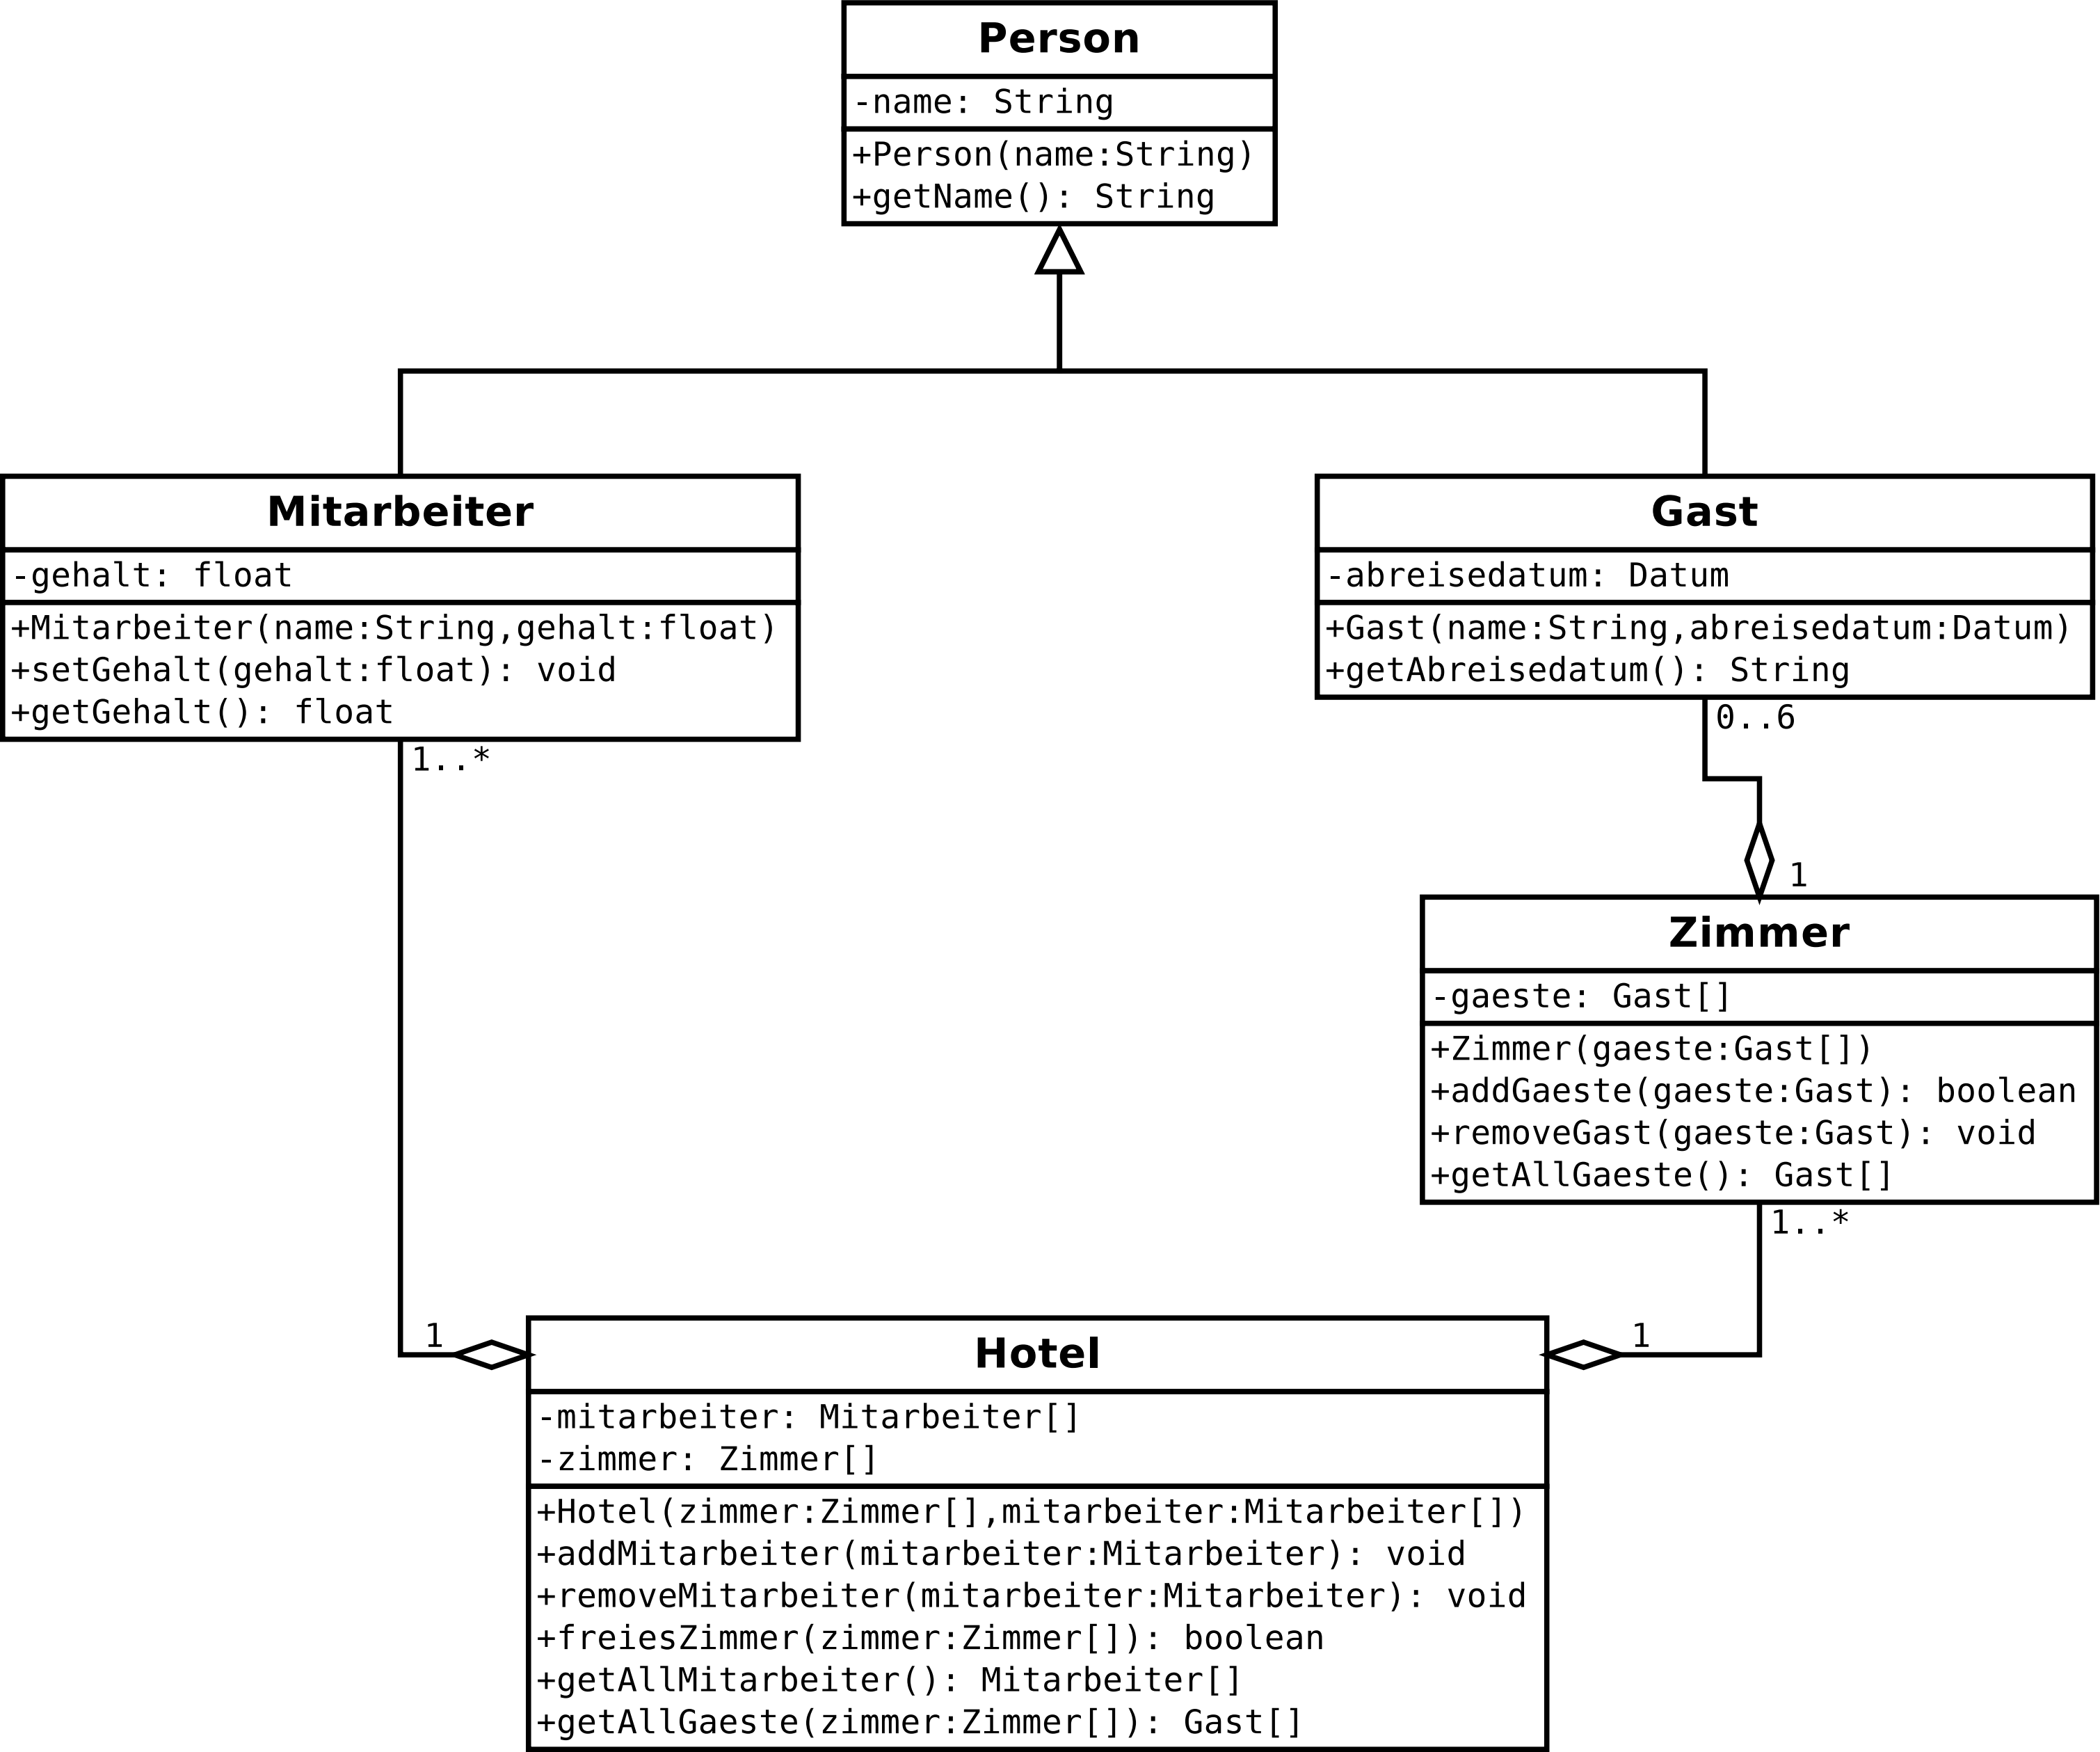 Person
-name: String
+Person(name:String)
+getName(): String
Mitarbeiter
-gehalt: float
+Mitarbeiter(name:String,gehalt:float)
+setGehalt(gehalt:float): void
+getGehalt(): float
1..*
Gast
-abreisedatum: Datum
+Gast(name:String,abreisedatum:Datum)
+getAbreisedatum(): String
0..6
1
Zimmer
-gaeste: Gast[]
+Zimmer(gaeste:Gast[])
+addGaeste(gaeste:Gast): boolean
+removeGast(gaeste:Gast): void
+getAllGaeste(): Gast[]
1..*
1
1
Hotel
-mitarbeiter: Mitarbeiter[]
-zimmer: Zimmer[]
+Hotel(zimmer:Zimmer[],mitarbeiter:Mitarbeiter[])
+addMitarbeiter(mitarbeiter:Mitarbeiter): void
+removeMitarbeiter(mitarbeiter:Mitarbeiter): void
+freiesZimmer(zimmer:Zimmer[]): boolean
+getAllMitarbeiter(): Mitarbeiter[]
+getAllGaeste(zimmer:Zimmer[]): Gast[]